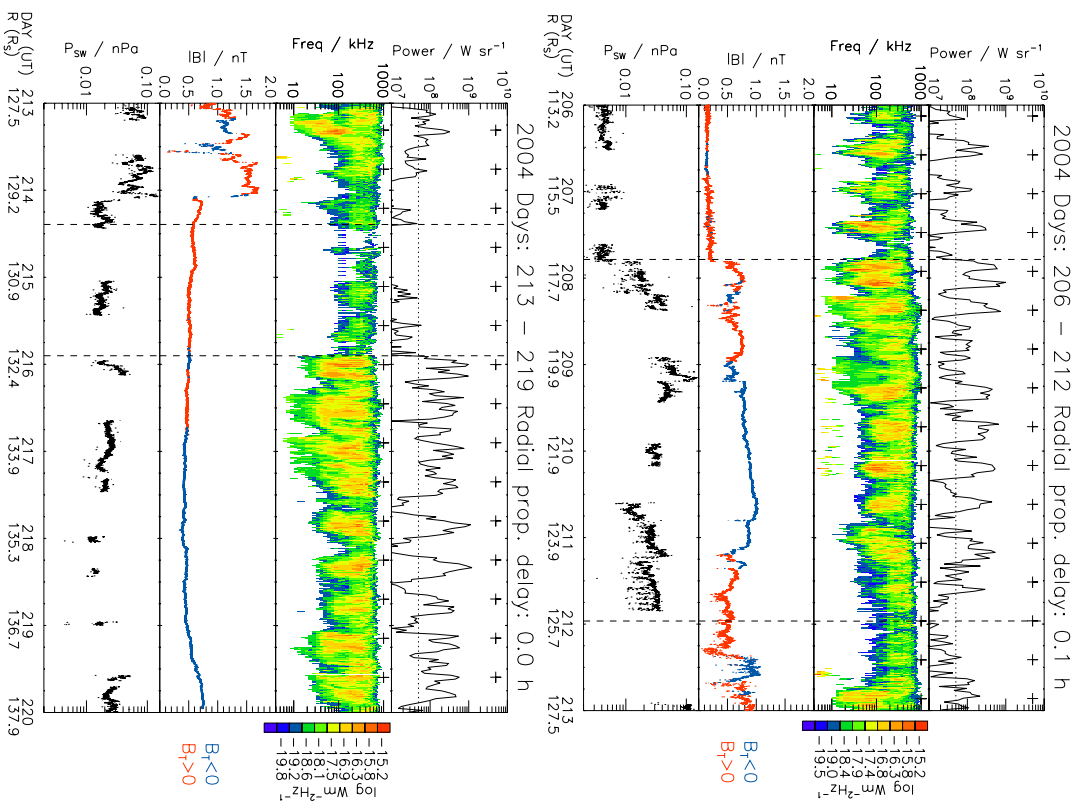 2004 Days: 206 − 212 Radial prop. delay: 0.1 h
Power / W sr⁻¹
10¹⁰
10⁹
10⁸
10⁷
Freq / kHz
1000
100
10
−15.2
−15.8
−16.3
−16.8
−17.4
−17.9
−18.4
−19.0
−19.5
log Wm⁻²Hz⁻¹
|B| / nT
2.0
1.5
1.0
0.5
0.0
B_T<0
B_T>0
P_SW / nPa
0.10
0.01
DAY (UT) 206 207 208 209 210 211 212 213
R (R_S) 113.2 115.5 117.7 119.9 121.9 123.9 125.7 127.5
2004 Days: 213 − 219 Radial prop. delay: 0.0 h
Power / W sr⁻¹
10¹⁰
10⁹
10⁸
10⁷
Freq / kHz
1000
100
10
−15.2
−15.8
−16.3
−16.9
−17.5
−18.1
−18.6
−19.2
−19.8
log Wm⁻²Hz⁻¹
|B| / nT
2.0
1.5
1.0
0.5
0.0
B_T<0
B_T>0
P_SW / nPa
0.10
0.01
DAY (UT) 213 214 215 216 217 218 219 220
R (R_S) 127.5 129.2 130.9 132.4 133.9 135.3 136.7 137.9